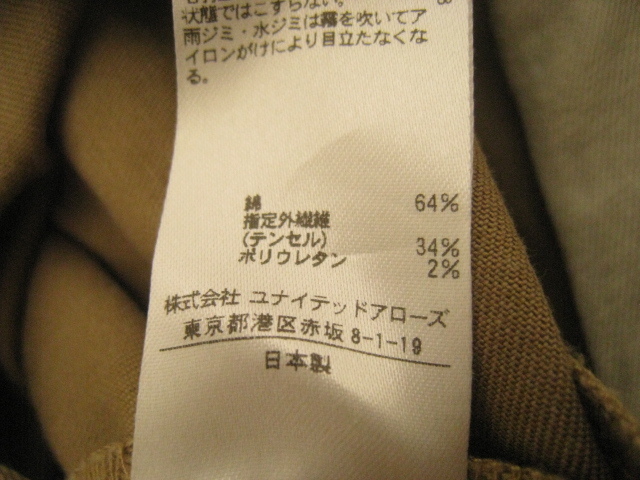 状態ではこすらない。
雨ジミ・水ジミは霧を吹いてア
イロンがけにより目立たなくな
る。
綿 64%
指定外繊維
(テンセル) 34%
ポリウレタン 2%
株式会社 ユナイテッドアローズ
東京都港区赤坂 8-1-19
日本製